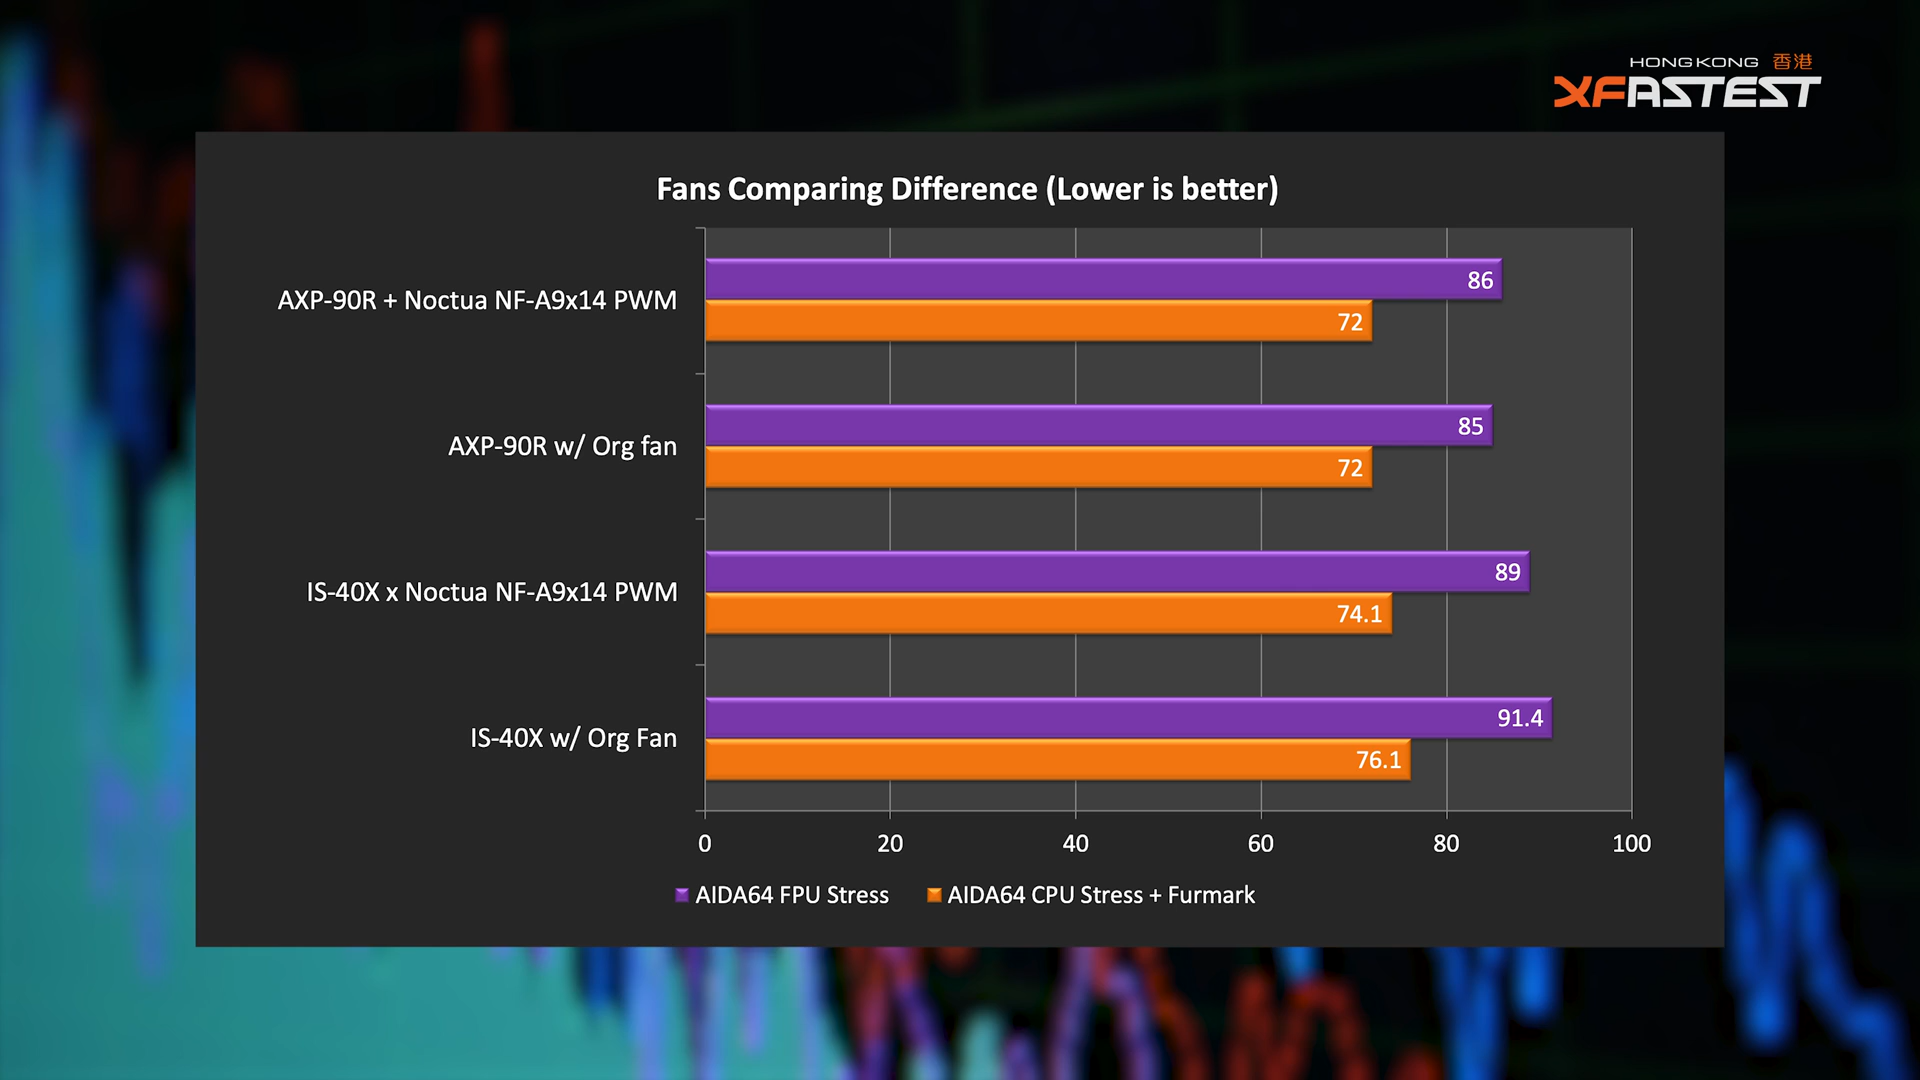 HONG KONG 香港
XFASTEST
Fans Comparing Difference (Lower is better)
AXP-90R + Noctua NF-A9x14 PWM
86
72
AXP-90R w/ Org fan
85
72
IS-40X x Noctua NF-A9x14 PWM
89
74.1
IS-40X w/ Org Fan
91.4
76.1
0 20 40 60 80 100
AIDA64 FPU Stress AIDA64 CPU Stress + Furmark